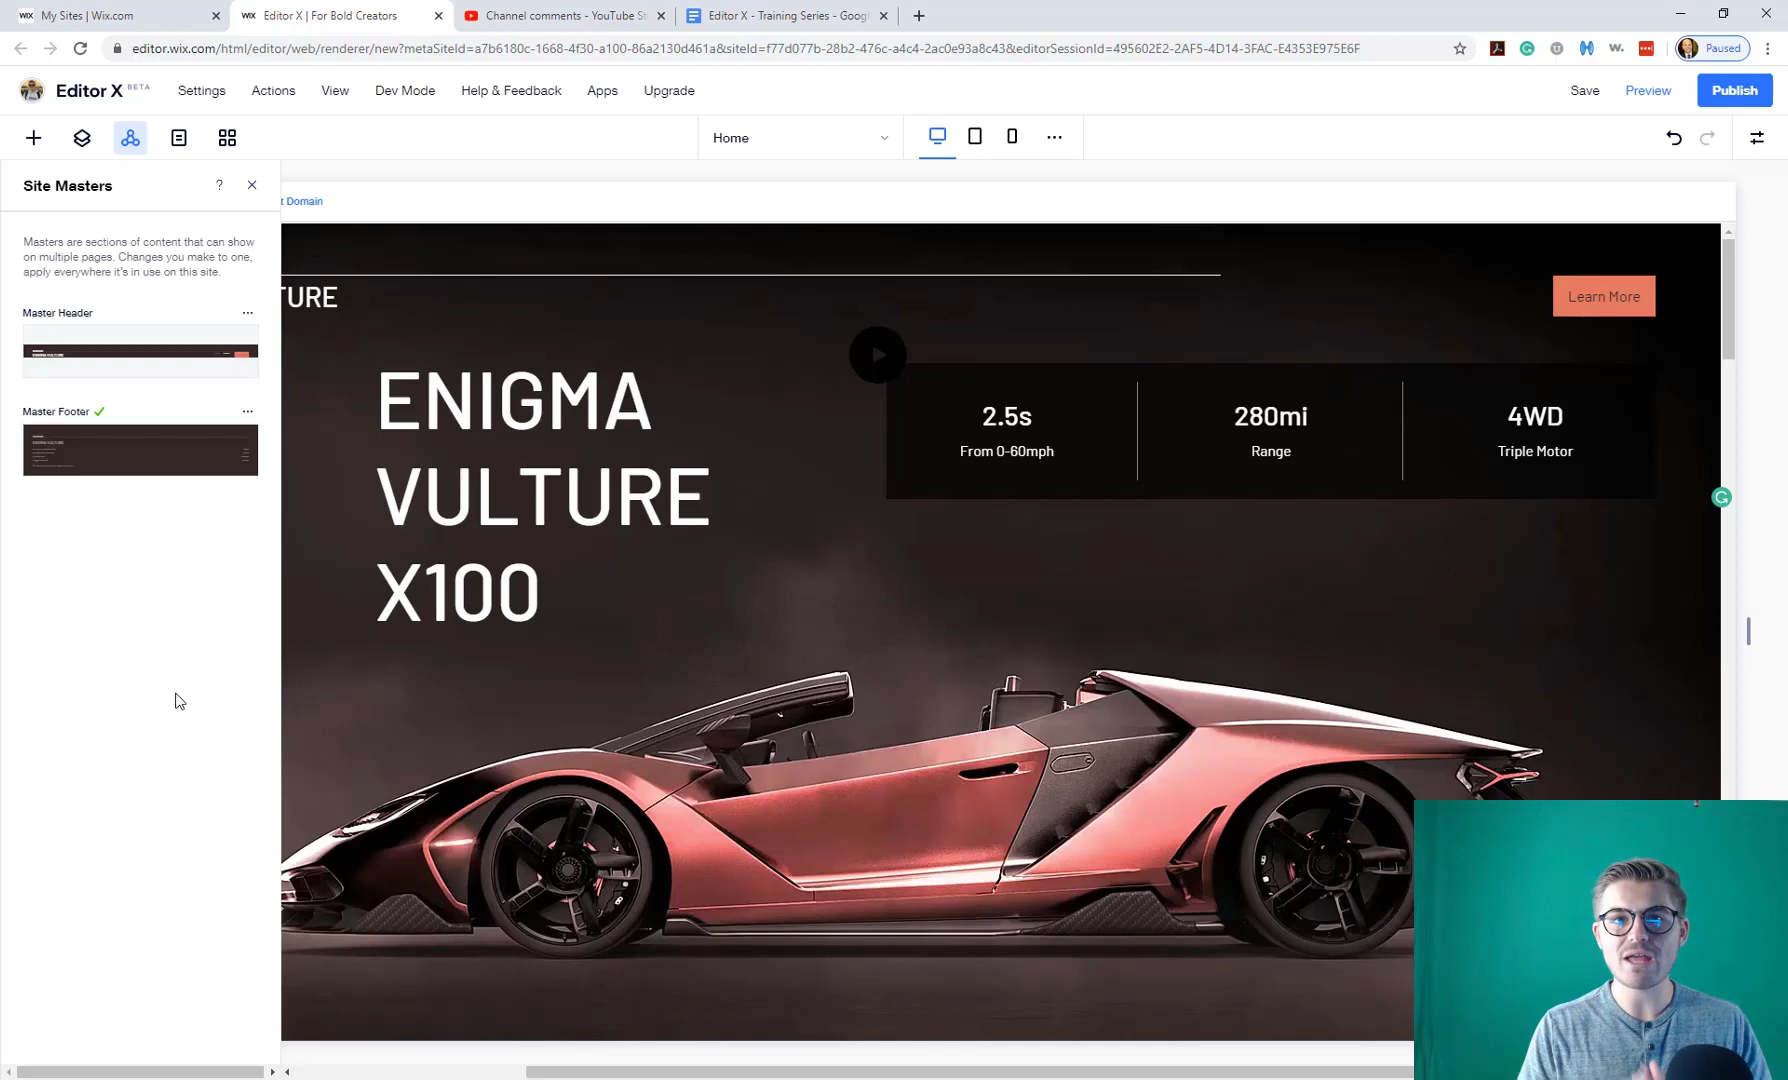 My Sites | Wix.com
Editor X | For Bold Creators
Channel comments - YouTube St
Editor X - Training Series - Googl
editor.wix.com/html/editor/web/renderer/new?metaSiteId=a7b6180c-1668-4f30-a100-86a2130d461a&siteId=f77d077b-28b2-476c-a4c4-2ac0e93a8c43&editorSessionId=495602E2-2AF5-4D14-3FAC-E4353E975E6F
Paused
Editor X BETA
Settings
Actions
View
Dev Mode
Help & Feedback
Apps
Upgrade
Save
Preview
Publish
Home
Site Masters
?
t Domain
Masters are sections of content that can show
on multiple pages. Changes you make to one,
apply everywhere it's in use on this site.
Master Header
ENIGMA VULTURE
Master Footer
ENIGMA VULTURE
TURE
Learn More
ENIGMA
VULTURE
X100
2.5s
From 0-60mph
280mi
Range
4WD
Triple Motor